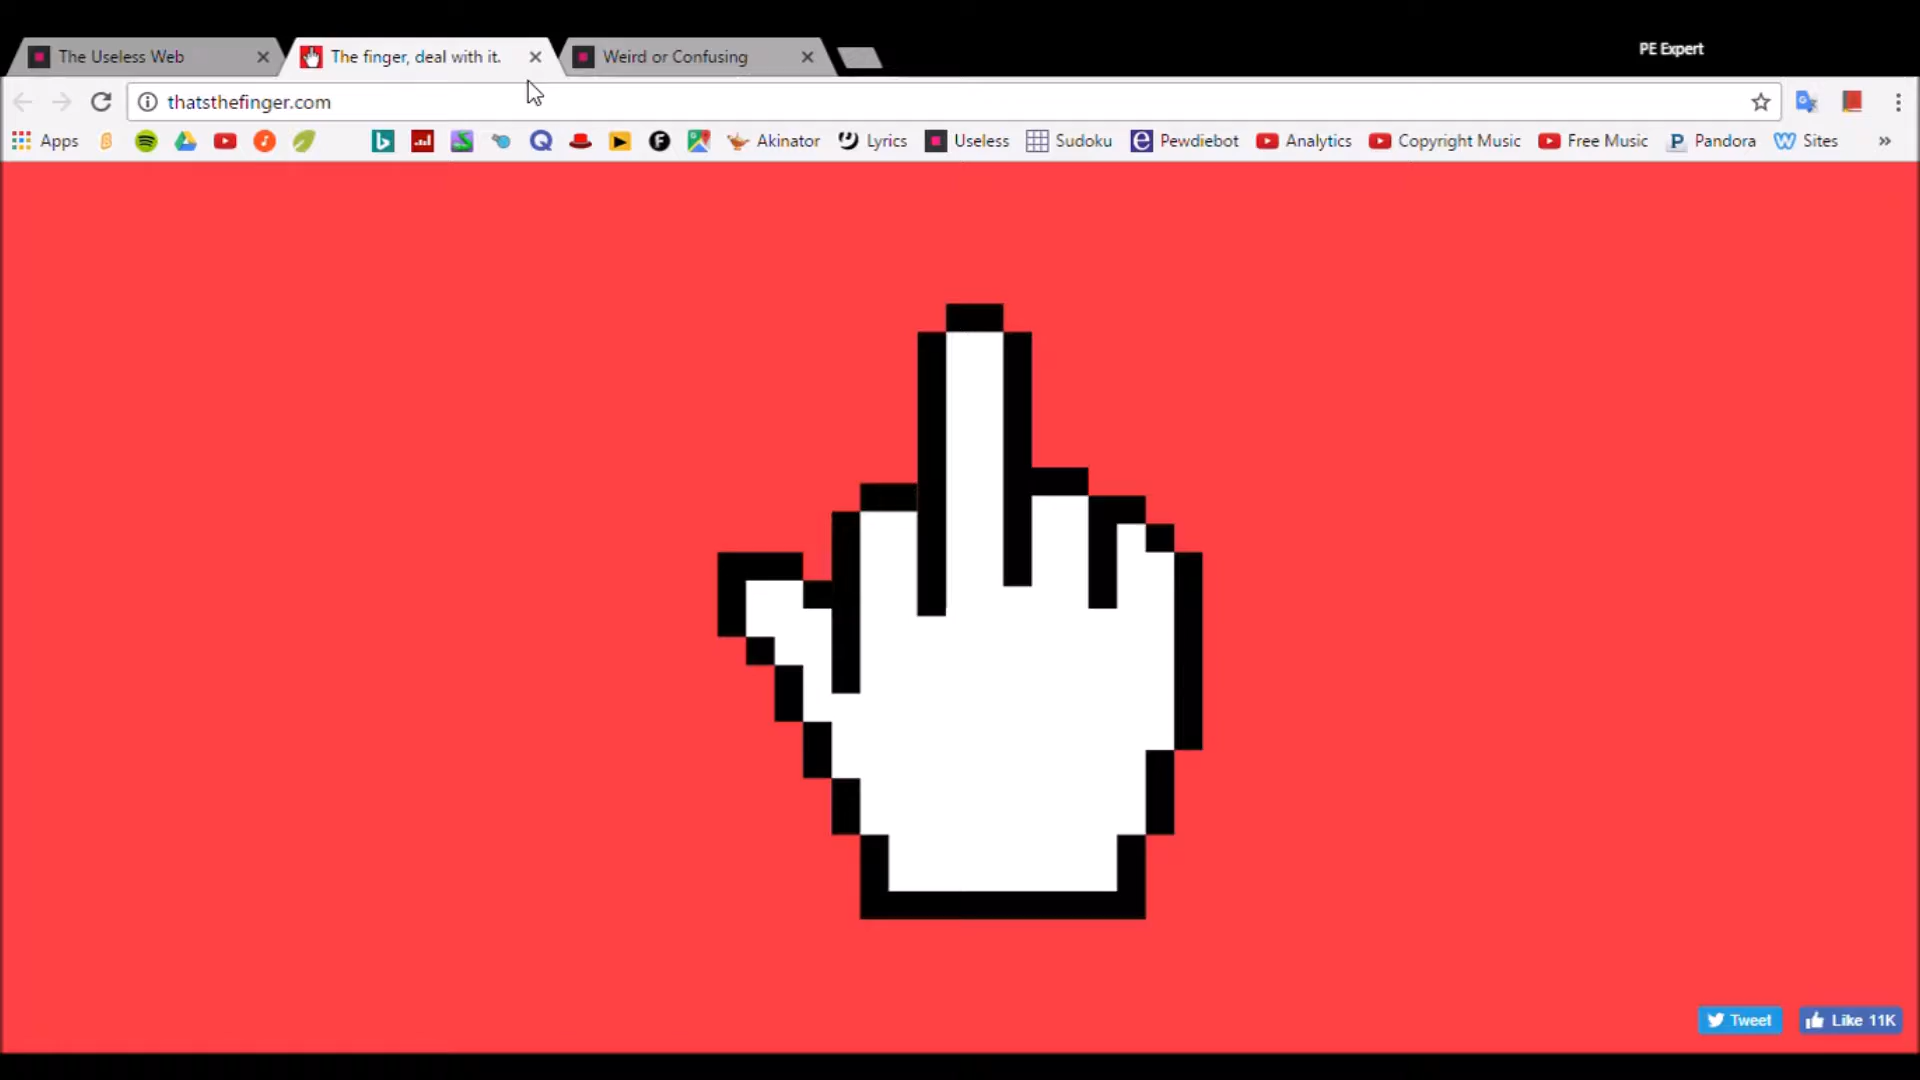 The Useless Web
The finger, deal with it.
Weird or Confusing
PE Expert
thatsthefinger.com
Apps
Akinator
Lyrics
Useless
Sudoku
Pewdiebot
Analytics
Copyright Music
Free Music
Pandora
Sites
Tweet
Like 11K